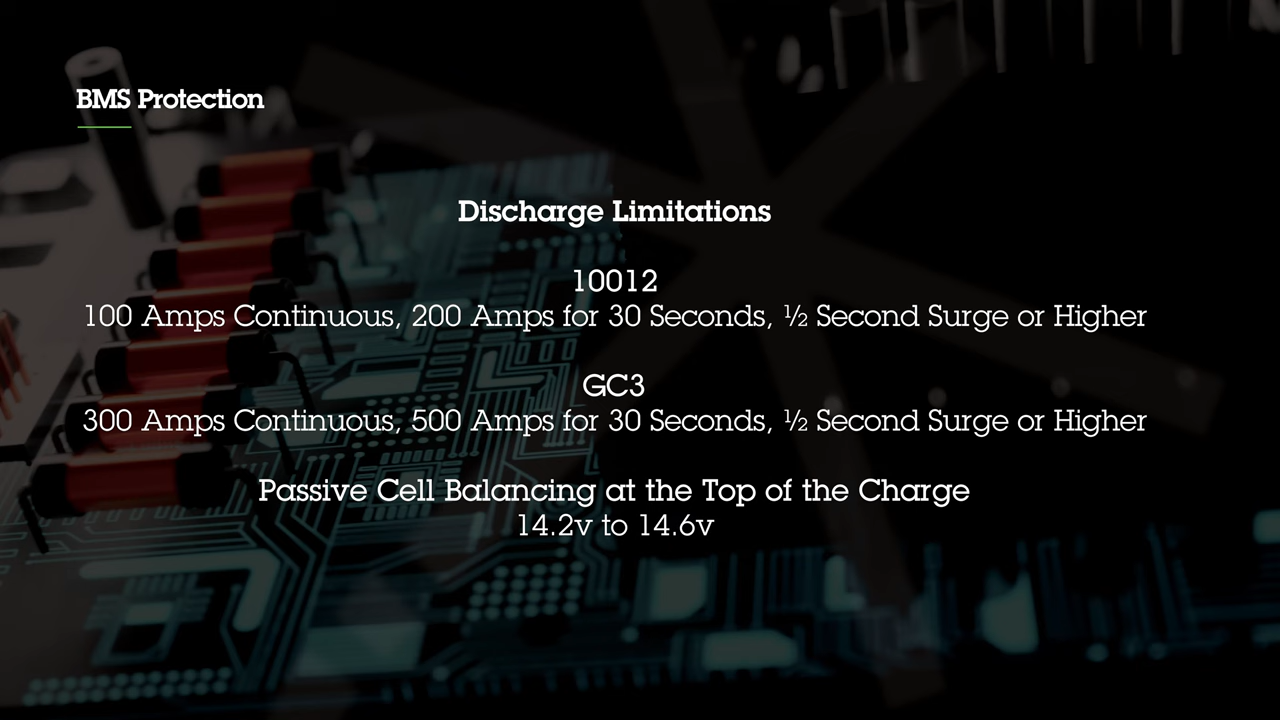 BMS Protection
Discharge Limitations
10012
100 Amps Continuous, 200 Amps for 30 Seconds, ½ Second Surge or Higher
GC3
300 Amps Continuous, 500 Amps for 30 Seconds, ½ Second Surge or Higher
Passive Cell Balancing at the Top of the Charge
14.2v to 14.6v